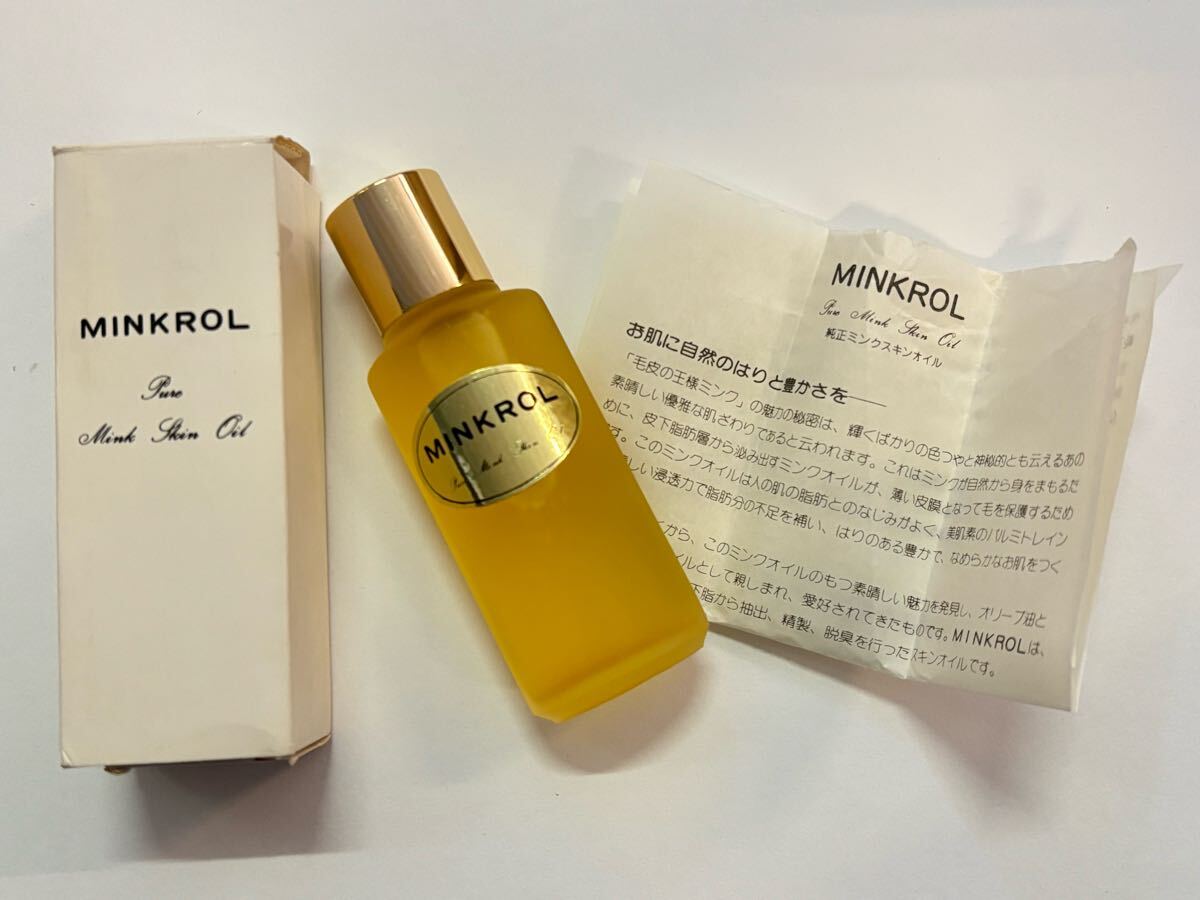 MINKROL
Pure
Mink Skin Oil
MINKROL
Pure Mink Skin
MINKROL
Pure Mink Skin Oil
純正ミンクスキンオイル
お肌に自然のはりと豊かさを──
「毛皮の王様ミンク」の魅力の秘密は、輝くばかりの色つやと神秘的とも云えるあの
素晴しい優雅な肌ざわりであると云われます。これはミンクが自然から身をまもるた
めに、皮下脂肪層から泌み出すミンクオイルが、薄い皮膜となって毛を保護するため
す。このミンクオイルは人の肌の脂肪とのなじみがよく、美肌素のパルミトレイン
しい浸透力で脂肪分の不足を補い、はりのある豊かで、なめらかなお肌をつく
から、このミンクオイルのもつ素晴しい魅力を発見し、オリーブ油と
イルとして親しまれ、愛好されてきたものです。MINKROLは、
下脂から抽出、精製、脱臭を行ったスキンオイルです。